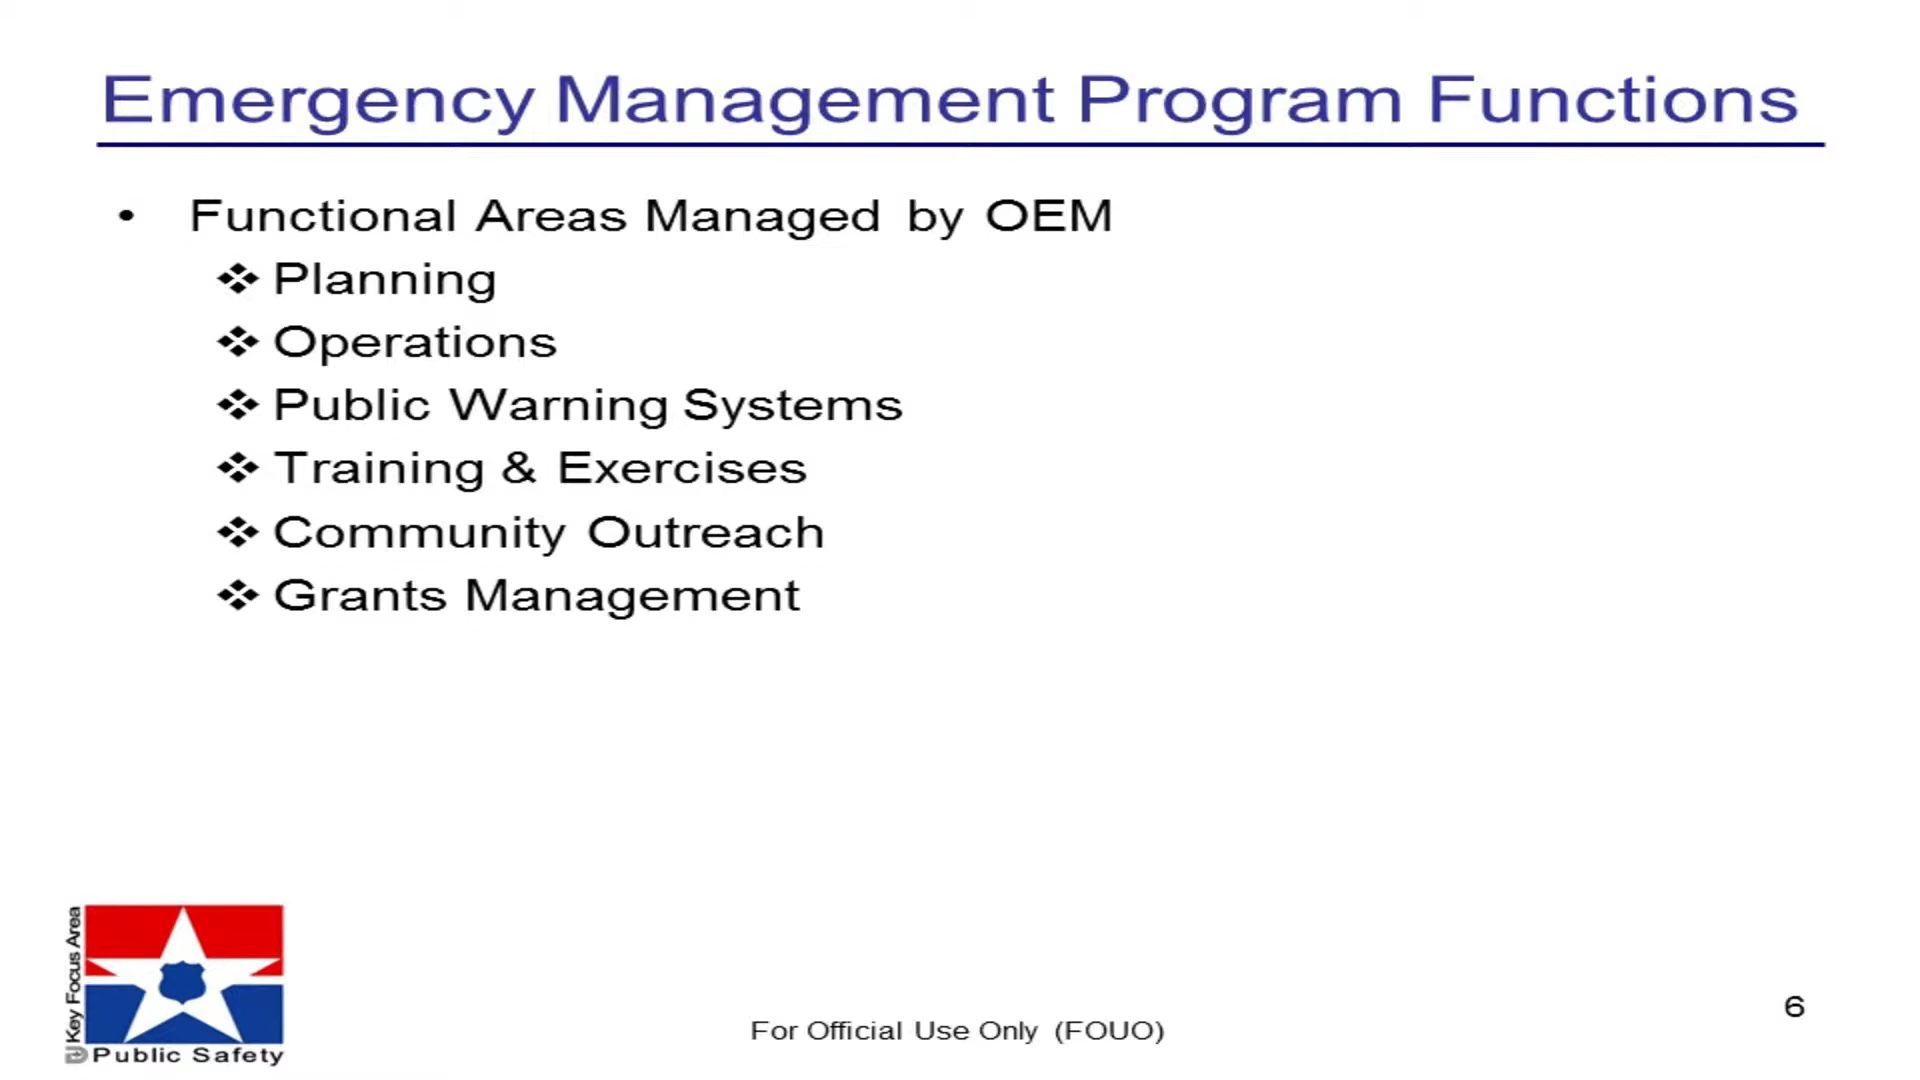 Emergency Management Program Functions
• Functional Areas Managed by OEM
❖ Planning
❖ Operations
❖ Public Warning Systems
❖ Training & Exercises
❖ Community Outreach
❖ Grants Management
Key Focus Area
Public Safety
For Official Use Only (FOUO)
6